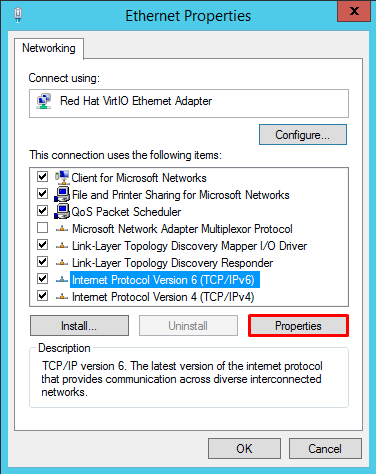 Ethernet Properties
x
Networking
Connect using:
Red Hat VirtIO Ethernet Adapter
Configure...
This connection uses the following items:
Client for Microsoft Networks
File and Printer Sharing for Microsoft Networks
QoS Packet Scheduler
Microsoft Network Adapter Multiplexor Protocol
Link-Layer Topology Discovery Mapper I/O Driver
Link-Layer Topology Discovery Responder
Internet Protocol Version 6 (TCP/IPv6)
Internet Protocol Version 4 (TCP/IPv4)
Install...
Uninstall
Properties
Description
TCP/IP version 6. The latest version of the internet protocol
that provides communication across diverse interconnected
networks.
OK
Cancel